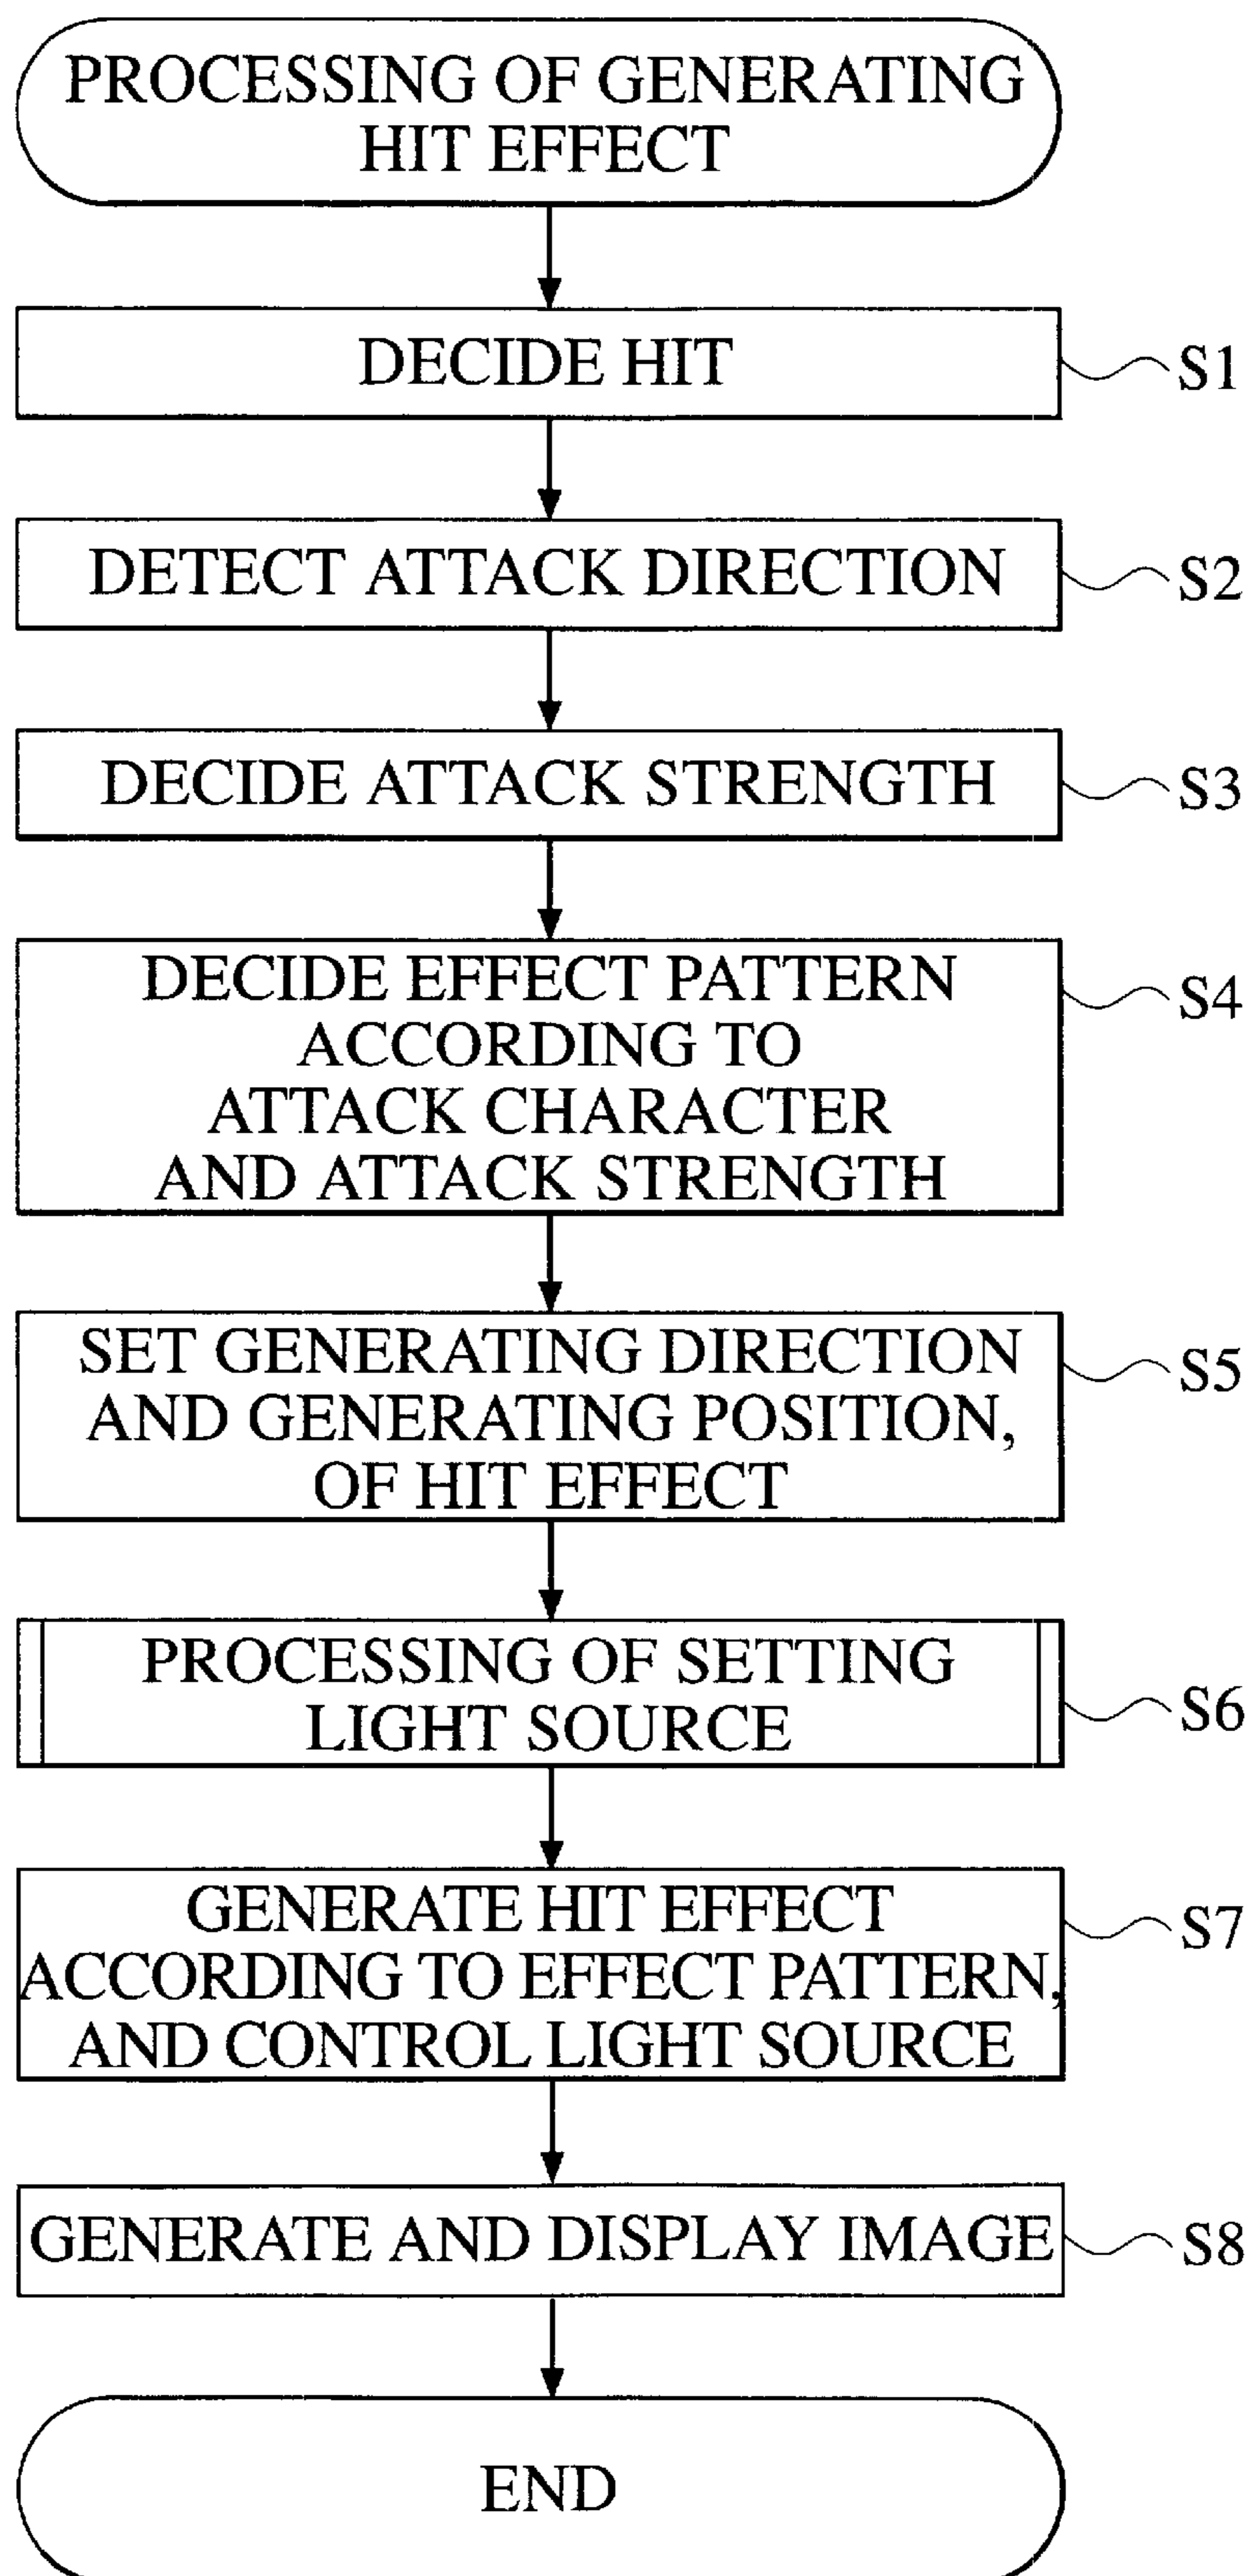 PROCESSING OF GENERATING
HIT EFFECT
DECIDE HIT
S1
DETECT ATTACK DIRECTION
S2
DECIDE ATTACK STRENGTH
S3
DECIDE EFFECT PATTERN
ACCORDING TO
ATTACK CHARACTER
AND ATTACK STRENGTH
S4
SET GENERATING DIRECTION
AND GENERATING POSITION,
OF HIT EFFECT
S5
PROCESSING OF SETTING
LIGHT SOURCE
S6
GENERATE HIT EFFECT
ACCORDING TO EFFECT PATTERN,
AND CONTROL LIGHT SOURCE
S7
GENERATE AND DISPLAY IMAGE
S8
END